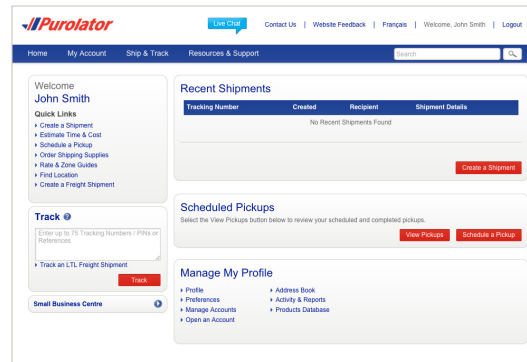 Purolator
Live Chat
Contact Us | Website Feedback | Français | Welcome, John Smith | Logout
Home My Account Ship & Track Resources & Support
Search
Welcome
John Smith
Quick Links
Create a Shipment
Estimate Time & Cost
Schedule a Pickup
Order Shipping Supplies
Rate & Zone Guides
Find Location
Create a Freight Shipment
Track
Enter up to 75 Tracking Numbers / PINs or
References
Track an LTL Freight Shipment
Track
Small Business Centre
Recent Shipments
Tracking Number Created Recipient Shipment Details
No Recent Shipments Found
Create a Shipment
Scheduled Pickups
Select the View Pickups button below to review your scheduled and completed pickups.
View Pickups Schedule a Pickup
Manage My Profile
Profile Address Book
Preferences Activity & Reports
Manage Accounts Products Database
Open an Account